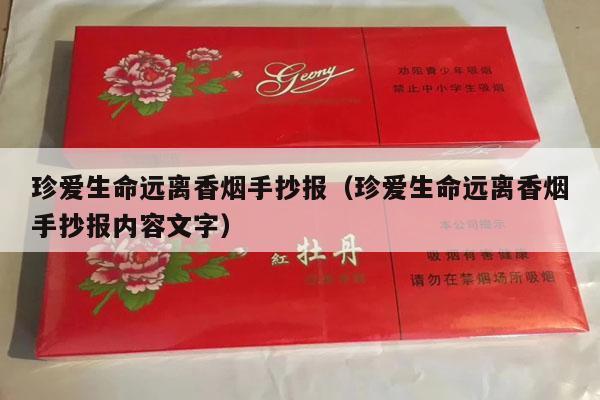 Geony
劝阻青少年吸烟
禁止中小学生吸烟
珍爱生命远离香烟手抄报（珍爱生命远离香烟
手抄报内容文字）
本公司提示
紅牡丹
吸烟有害健康
请勿在禁烟场所吸烟